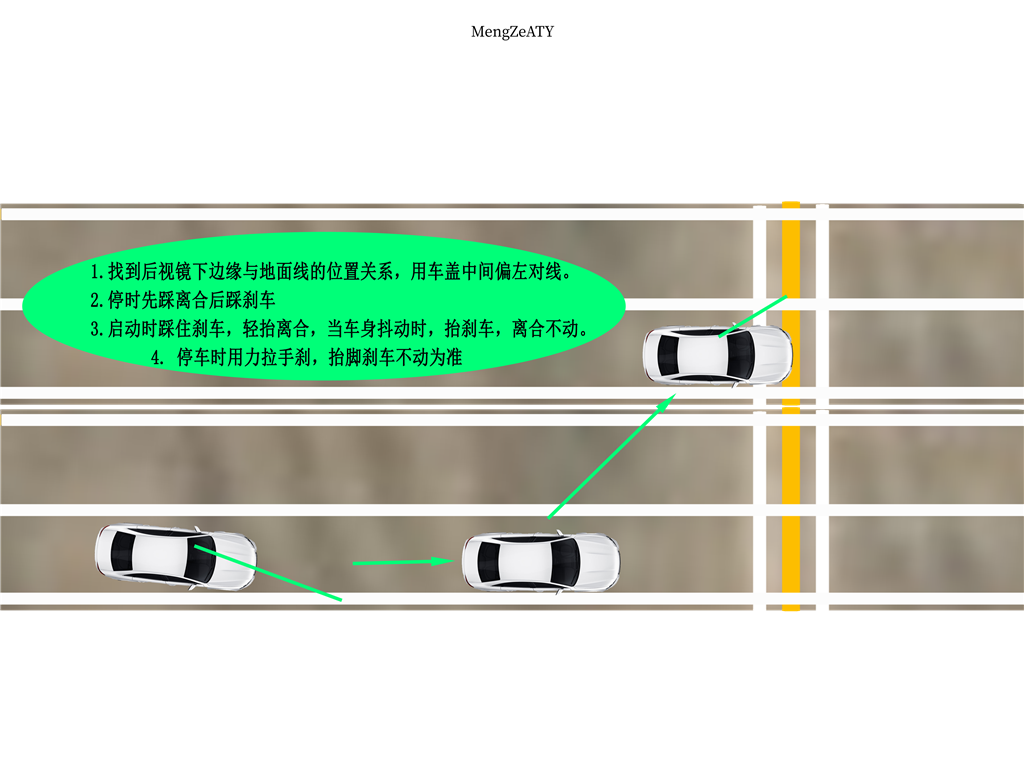 MengZeATY
1.找到后视镜下边缘与地面线的位置关系，用车盖中间偏左对线。
2.停时先踩离合后踩刹车
3.启动时踩住刹车，轻抬离合，当车身抖动时，抬刹车，离合不动。
4. 停车时用力拉手刹，抬脚刹车不动为准